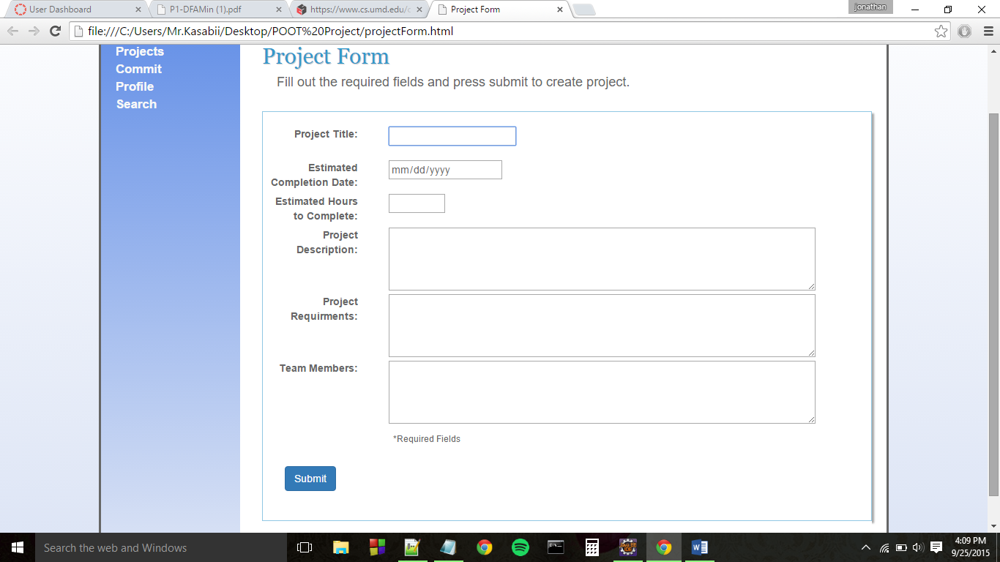 User Dashboard
P1-DFAMin (1).pdf
https://www.cs.umd.edu/c
Project Form
jonathan
file:///C:/Users/Mr.Kasabii/Desktop/POOT%20Project/projectForm.html
Projects
Commit
Profile
Search
Project Form
Fill out the required fields and press submit to create project.
Project Title:
Estimated
Completion Date:
mm/dd/yyyy
Estimated Hours
to Complete:
Project
Description:
Project
Requirments:
Team Members:
*Required Fields
Submit
Search the web and Windows
4:09 PM
9/25/2015